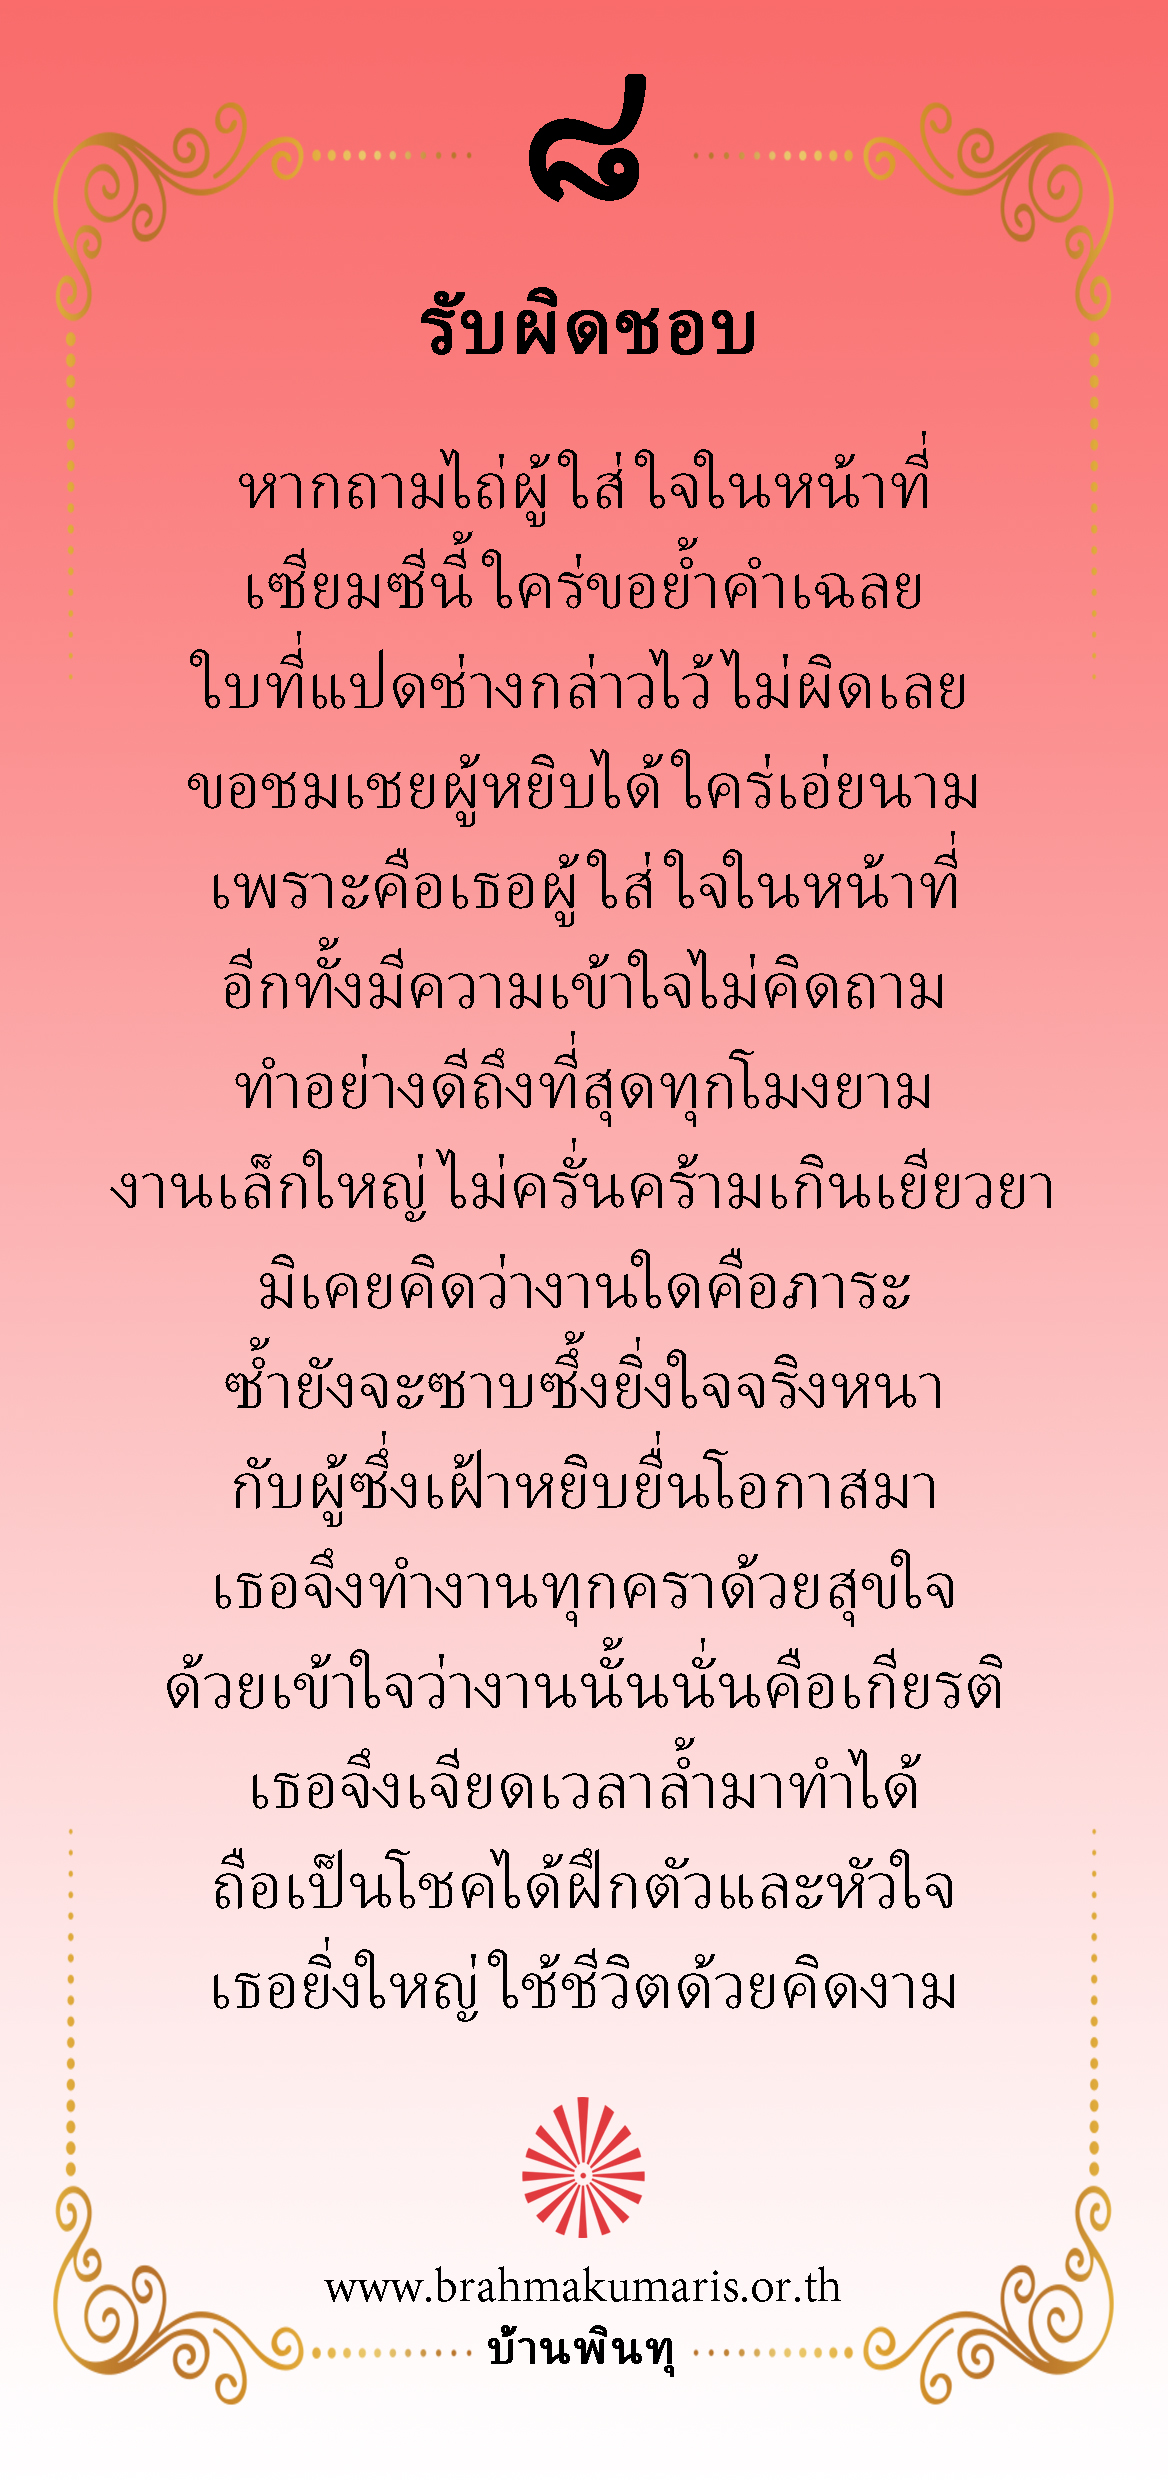 ๘
รับผิดชอบ
หากถามไถ่ผู้ใส่ใจในหน้าที่
เซียมซีนี้ใคร่ขอย้ำคำเฉลย
ใบที่แปดช่างกล่าวไว้ไม่ผิดเลย
ขอชมเชยผู้หยิบได้ใคร่เอ่ยนาม
เพราะคือเธอผู้ใส่ใจในหน้าที่
อีกทั้งมีความเข้าใจไม่คิดถาม
ทำอย่างดีถึงที่สุดทุกโมงยาม
งานเล็กใหญ่ไม่ครั่นคร้ามเกินเยียวยา
มิเคยคิดว่างานใดคือภาระ
ซ้ำยังจะซาบซึ้งยิ่งใจจริงหนา
กับผู้ซึ่งเฝ้าหยิบยื่นโอกาสมา
เธอจึงทำงานทุกคราด้วยสุขใจ
ด้วยเข้าใจว่างานนั้นนั่นคือเกียรติ
เธอจึงเจียดเวลาล้ำมาทำได้
ถือเป็นโชคได้ฝึกตัวและหัวใจ
เธอยิ่งใหญ่ใช้ชีวิตด้วยคิดงาม
www.brahmakumaris.or.th
บ้านพินทุ